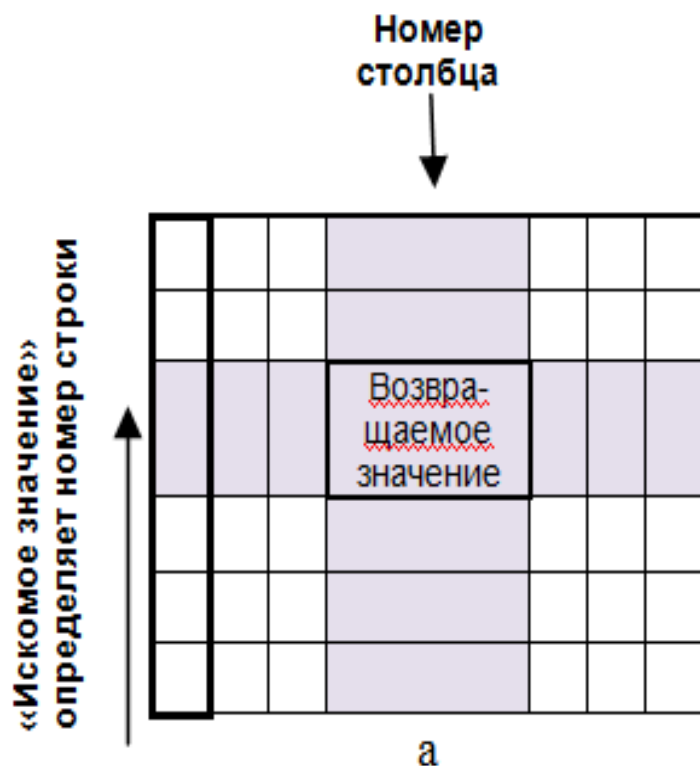 Номер
столбца
«Искомое значение»
определяет номер строки
Возвра-
щаемое
значение
а